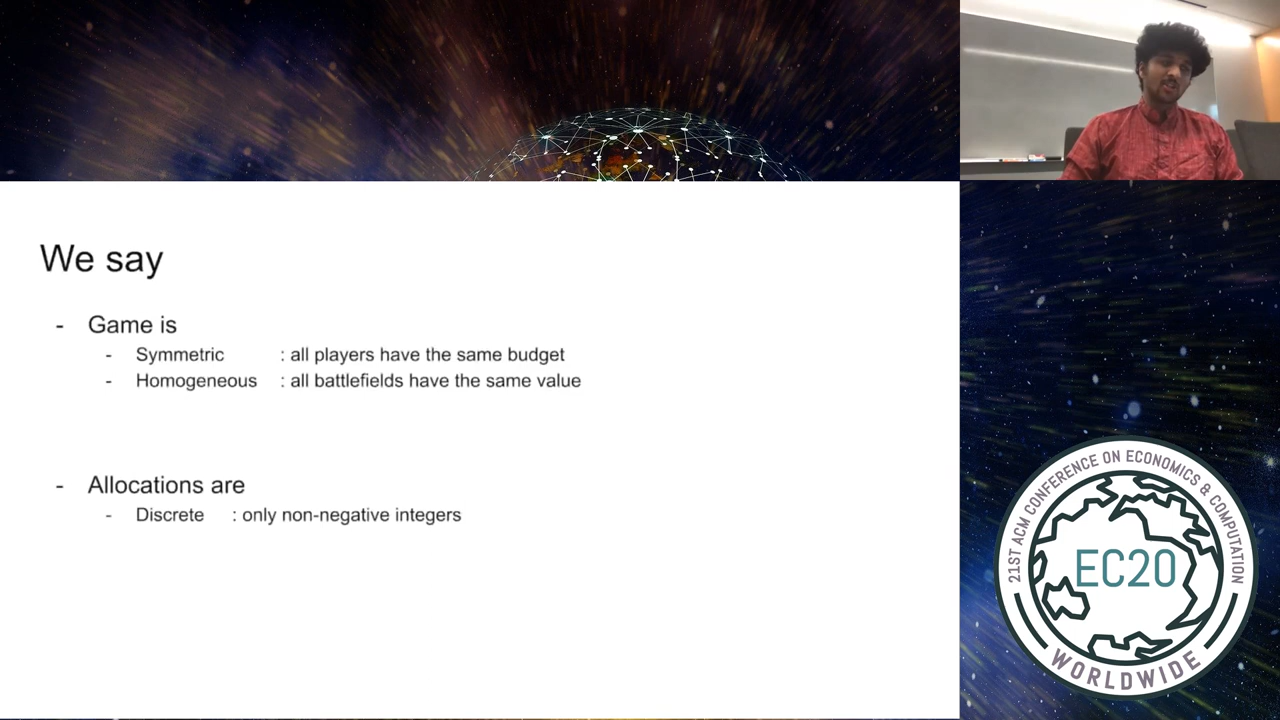 We say
- Game is
- Symmetric : all players have the same budget
- Homogeneous : all battlefields have the same value
- Allocations are
- Discrete : only non-negative integers
21ST ACM CONFERENCE ON ECONOMICS & COMPUTATION
EC20
WORLDWIDE